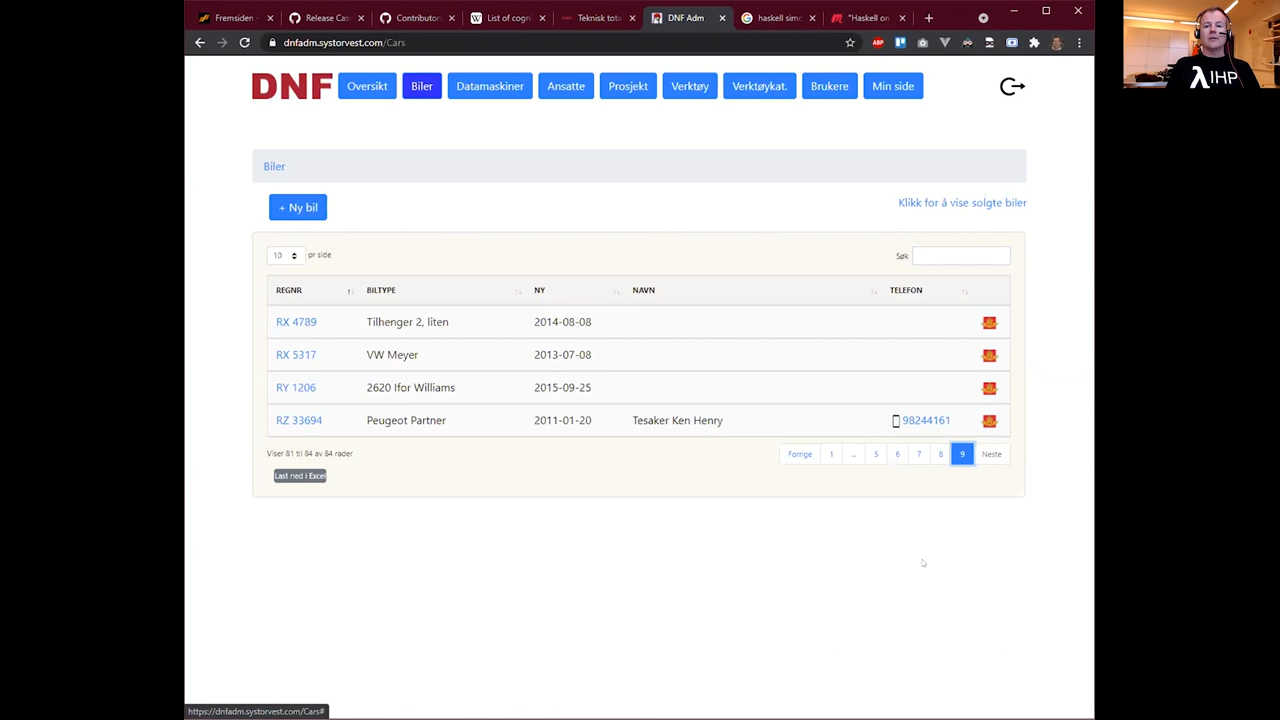 Fremsiden -
Release Cas
Contributor
List of cogn
Teknisk tota
DNF Adm
haskell simo
"Haskell on
dnfadm.systorvest.com/Cars
ABP
DNF
Oversikt
Biler
Datamaskiner
Ansatte
Prosjekt
Verktøy
Verktøykat.
Brukere
Min side
λIHP
Biler
+ Ny bil
Klikk for å vise solgte biler
10 pr side
Søk
REGNR BILTYPE NY NAVN TELEFON
RX 4789 Tilhenger 2, liten 2014-08-08
RX 5317 VW Meyer 2013-07-08
RY 1206 2620 Ifor Williams 2015-09-25
RZ 33694 Peugeot Partner 2011-01-20 Tesaker Ken Henry 98244161
Viser 81 til 84 av 84 rader
Forrige 1 ... 5 6 7 8 9 Neste
Last ned i Excel
https://dnfadm.systorvest.com/Cars#